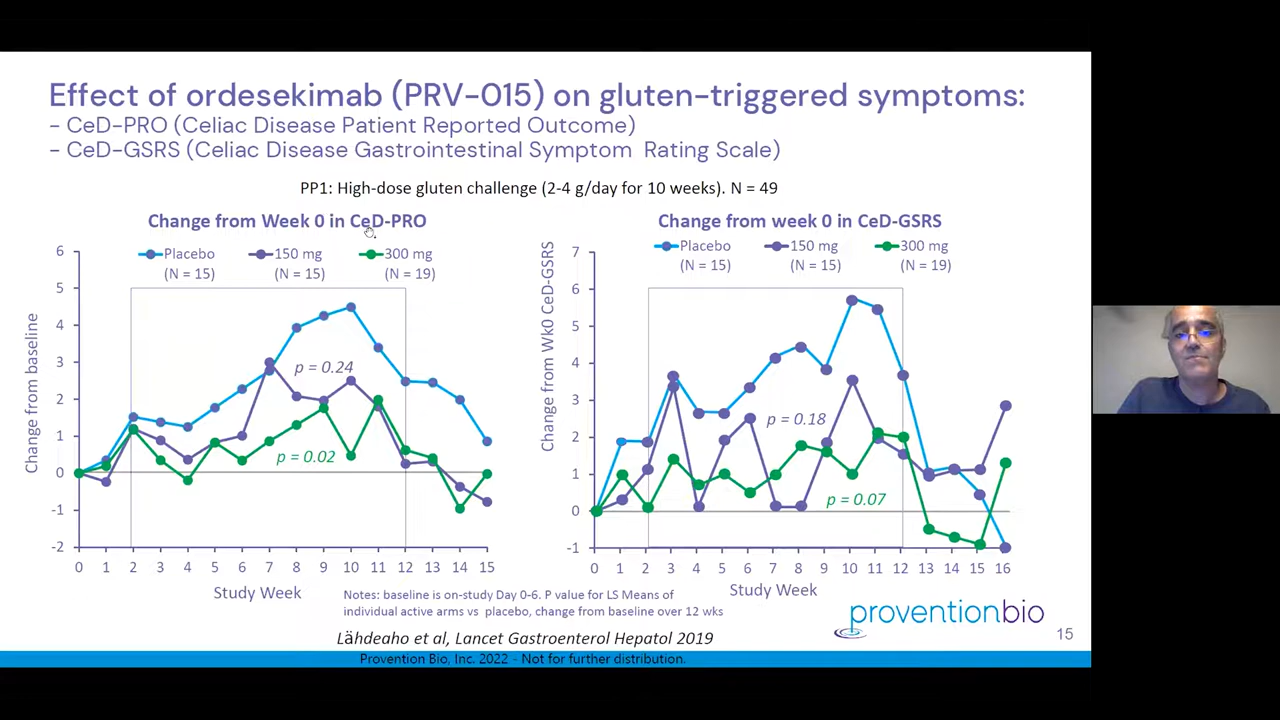 Effect of ordesekimab (PRV-015) on gluten-triggered symptoms:
– CeD-PRO (Celiac Disease Patient Reported Outcome)
– CeD-GSRS (Celiac Disease Gastrointestinal Symptom Rating Scale)
PP1: High-dose gluten challenge (2-4 g/day for 10 weeks). N = 49
Change from Week 0 in CeD-PRO
Placebo 150 mg 300 mg
(N = 15) (N = 15) (N = 19)
Change from baseline
6
5
4
3
2
1
0
-1
-2
p = 0.24
p = 0.02
0 1 2 3 4 5 6 7 8 9 10 11 12 13 14 15
Study Week
Change from week 0 in CeD-GSRS
Placebo 150 mg 300 mg
(N = 15) (N = 15) (N = 19)
Change from Wk0 CeD-GSRS
7
6
5
4
3
2
1
0
-1
p = 0.18
p = 0.07
0 1 2 3 4 5 6 7 8 9 10 11 12 13 14 15 16
Study Week
Notes: baseline is on-study Day 0-6. P value for LS Means of
individual active arms vs placebo, change from baseline over 12 wks
Lähdeaho et al, Lancet Gastroenterol Hepatol 2019
proventionbio
15
Provention Bio, Inc. 2022 - Not for further distribution.